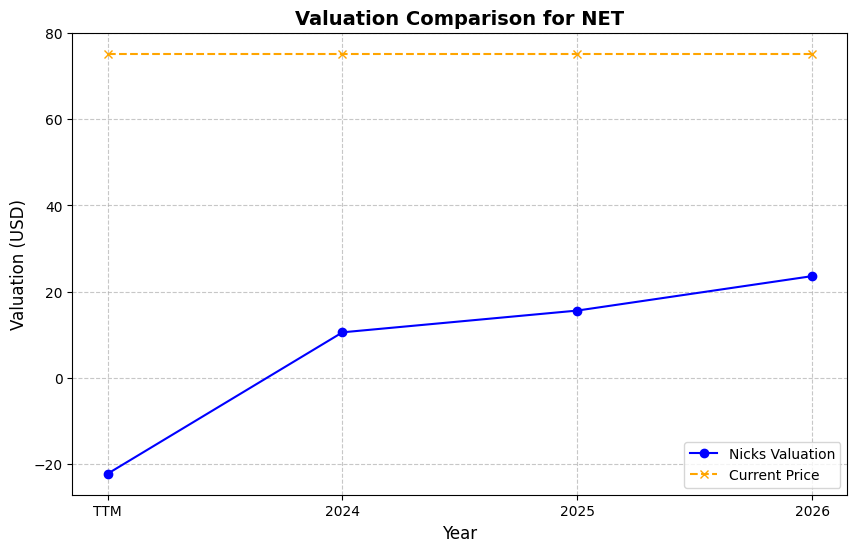 Valuation Comparison for NET
Valuation (USD)
80
60
40
20
0
−20
TTM
2024
2025
2026
Year
Nicks Valuation
Current Price